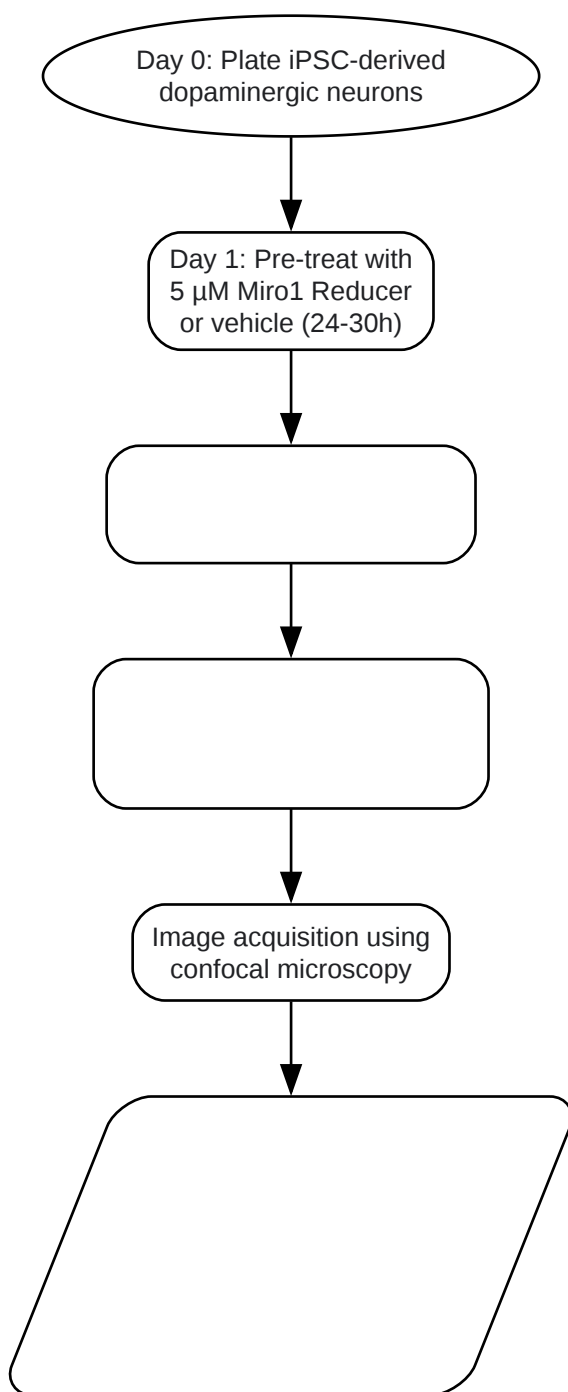 Day 0: Plate iPSC-derived
dopaminergic neurons
Day 1: Pre-treat with
5 µM Miro1 Reducer
or vehicle (24-30h)
Image acquisition using
confocal microscopy